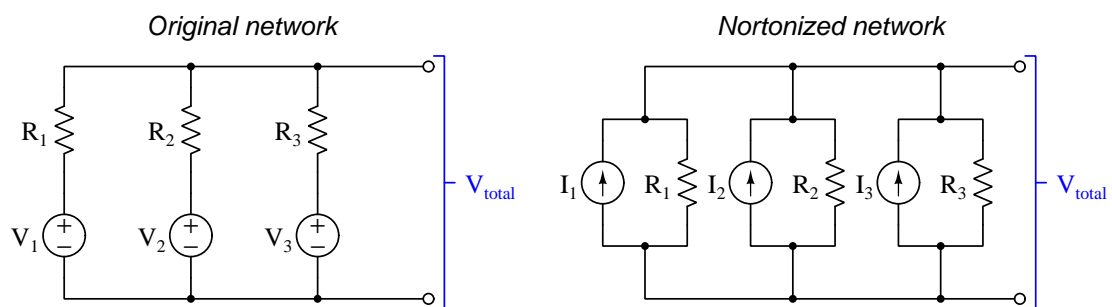 Original network
Nortonized network
R1
R2
R3
V1
V2
V3
+
−
+
−
+
−
Vtotal
I1
R1
I2
R2
I3
R3
Vtotal